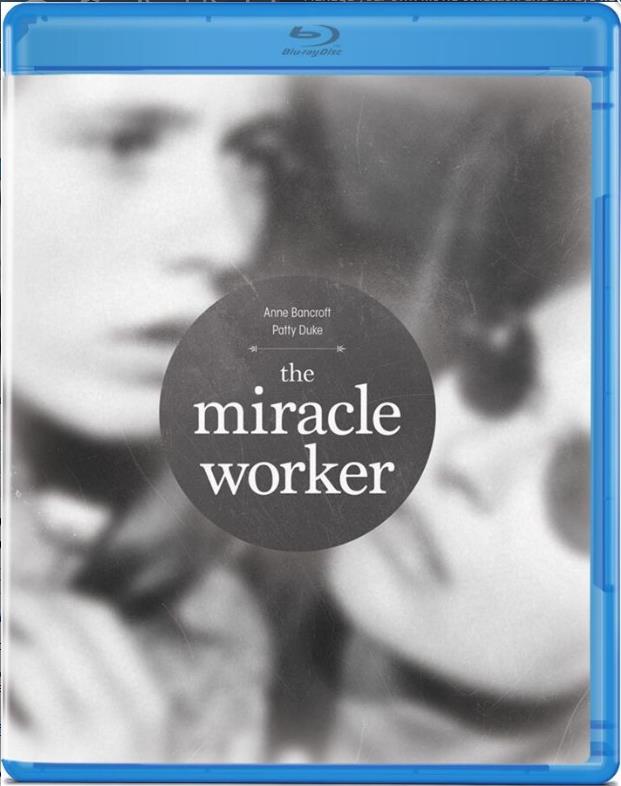 Blu-ray Disc
Anne Bancroft
Patty Duke
the
miracle
worker